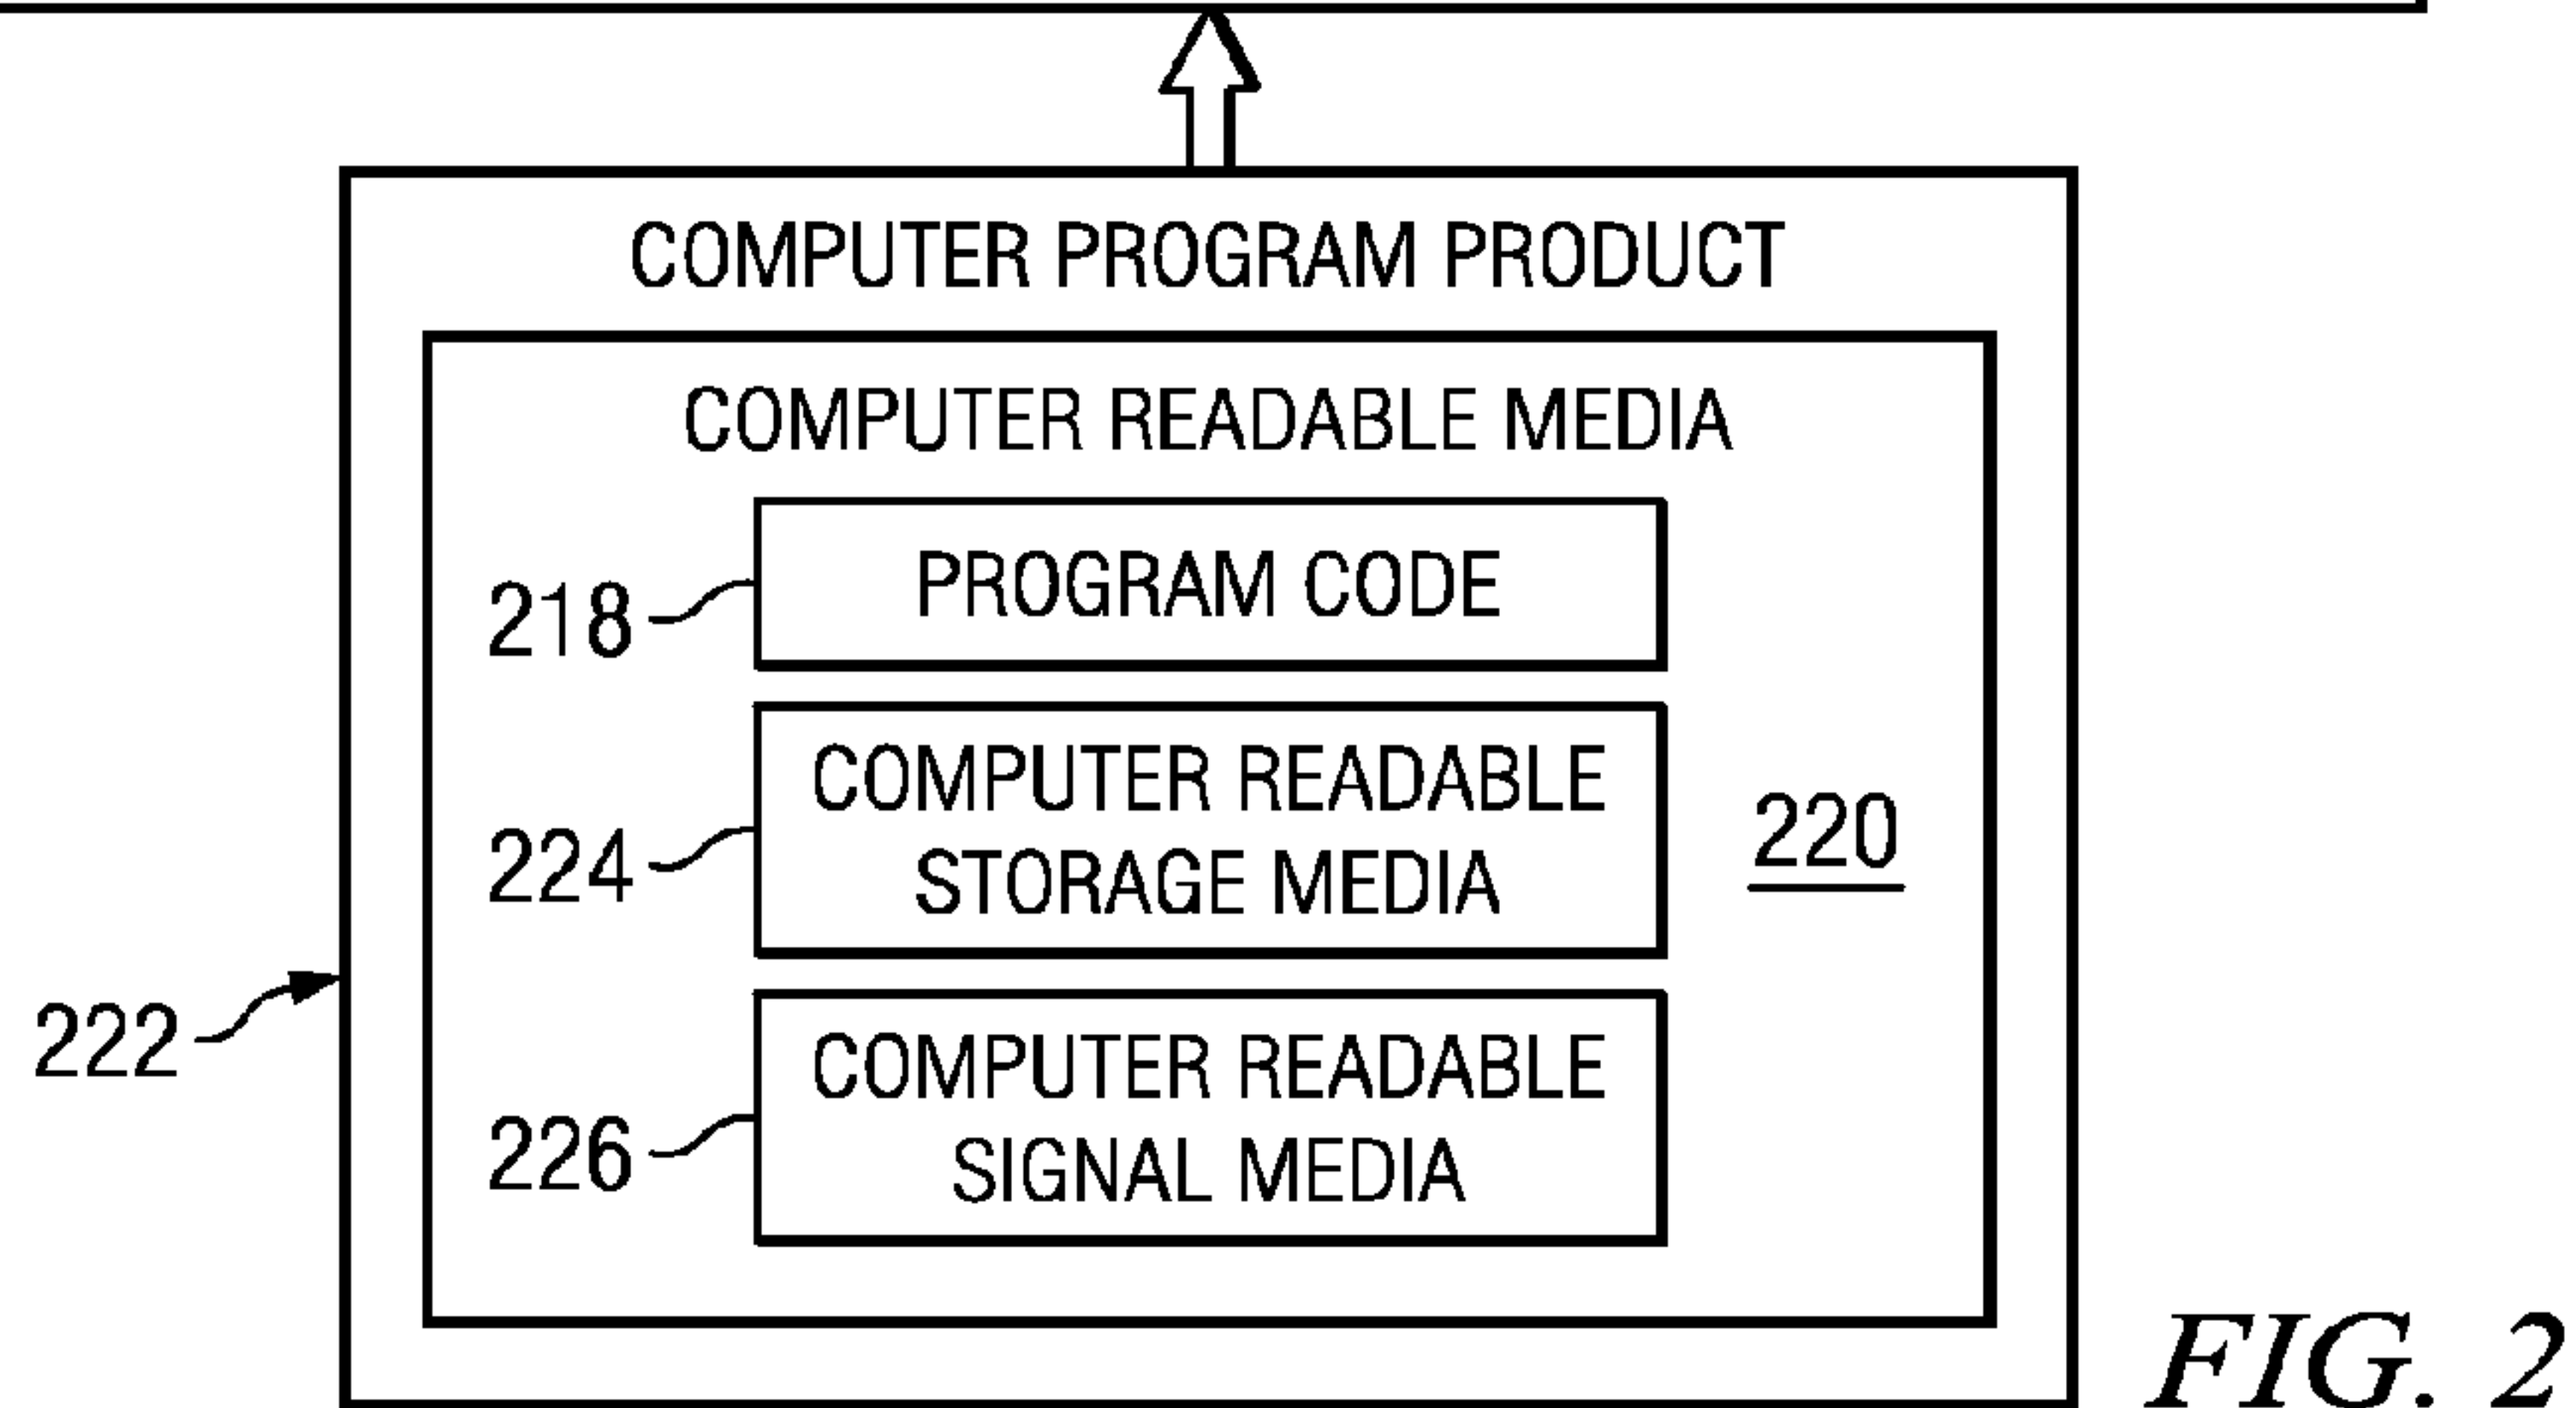 COMPUTER PROGRAM PRODUCT
COMPUTER READABLE MEDIA
218
PROGRAM CODE
224
COMPUTER READABLE
STORAGE MEDIA
220
222
226
COMPUTER READABLE
SIGNAL MEDIA
FIG. 2